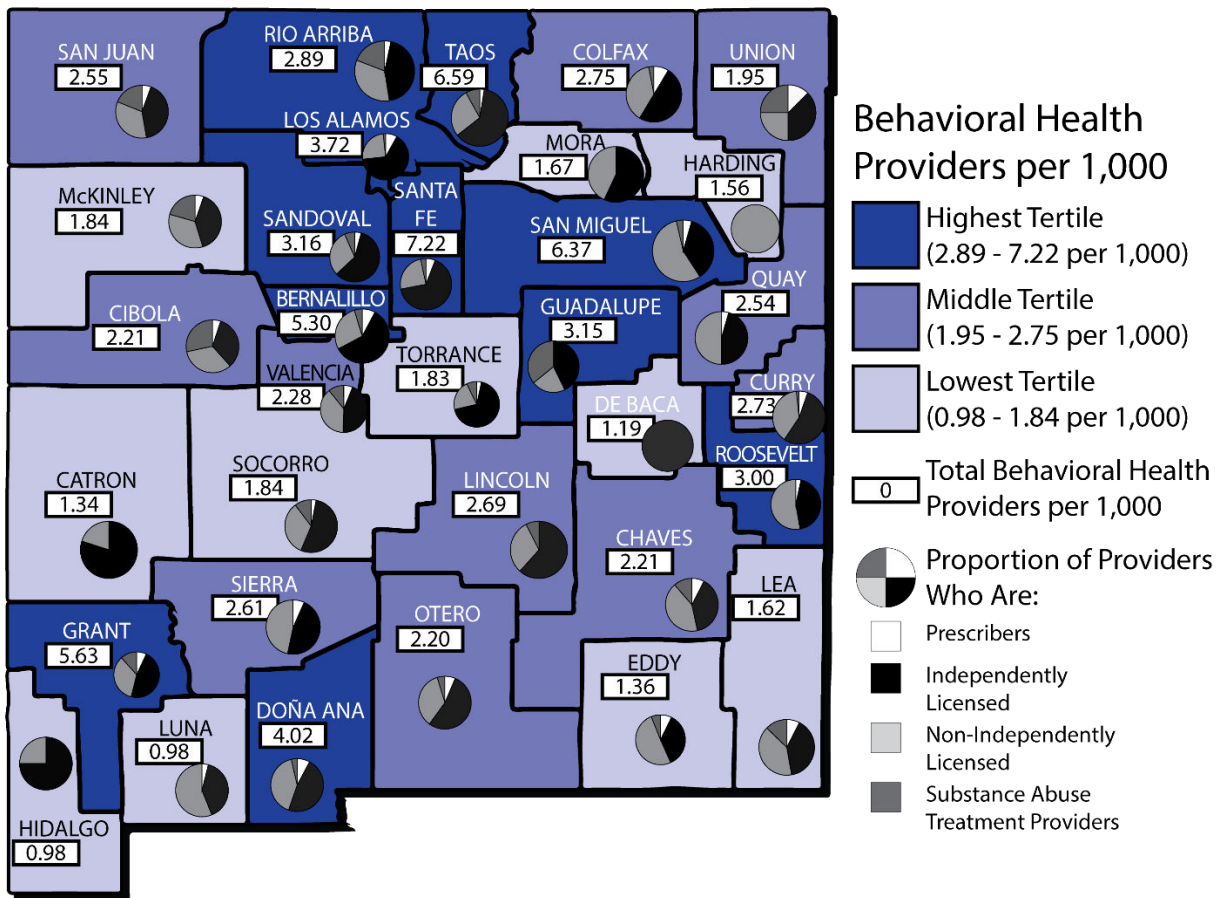 SAN JUAN
2.55
RIO ARRIBA
2.89
TAOS
6.59
COLFAX
2.75
UNION
1.95
LOS ALAMOS
3.72
MORA
1.67
HARDING
1.56
McKINLEY
1.84
SANDOVAL
3.16
SANTA
FE
7.22
SAN MIGUEL
6.37
QUAY
2.54
CIBOLA
2.21
BERNALILLO
5.30
GUADALUPE
3.15
VALENCIA
2.28
TORRANCE
1.83
CURRY
2.73
DE BACA
1.19
ROOSEVELT
3.00
CATRON
1.34
SOCORRO
1.84
LINCOLN
2.69
CHAVES
2.21
LEA
1.62
SIERRA
2.61
OTERO
2.20
GRANT
5.63
EDDY
1.36
LUNA
0.98
DOÑA ANA
4.02
HIDALGO
0.98
Behavioral Health
Providers per 1,000
Highest Tertile
(2.89 - 7.22 per 1,000)
Middle Tertile
(1.95 - 2.75 per 1,000)
Lowest Tertile
(0.98 - 1.84 per 1,000)
0
Total Behavioral Health
Providers per 1,000
Proportion of Providers
Who Are:
Prescribers
Independently
Licensed
Non-Independently
Licensed
Substance Abuse
Treatment Providers